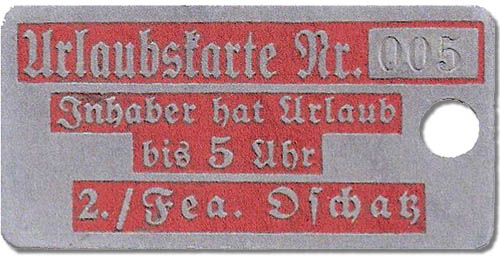 Urlaubskarte Nr. 005
Inhaber hat Urlaub
bis 5 Uhr
2./Fea. Oschatz